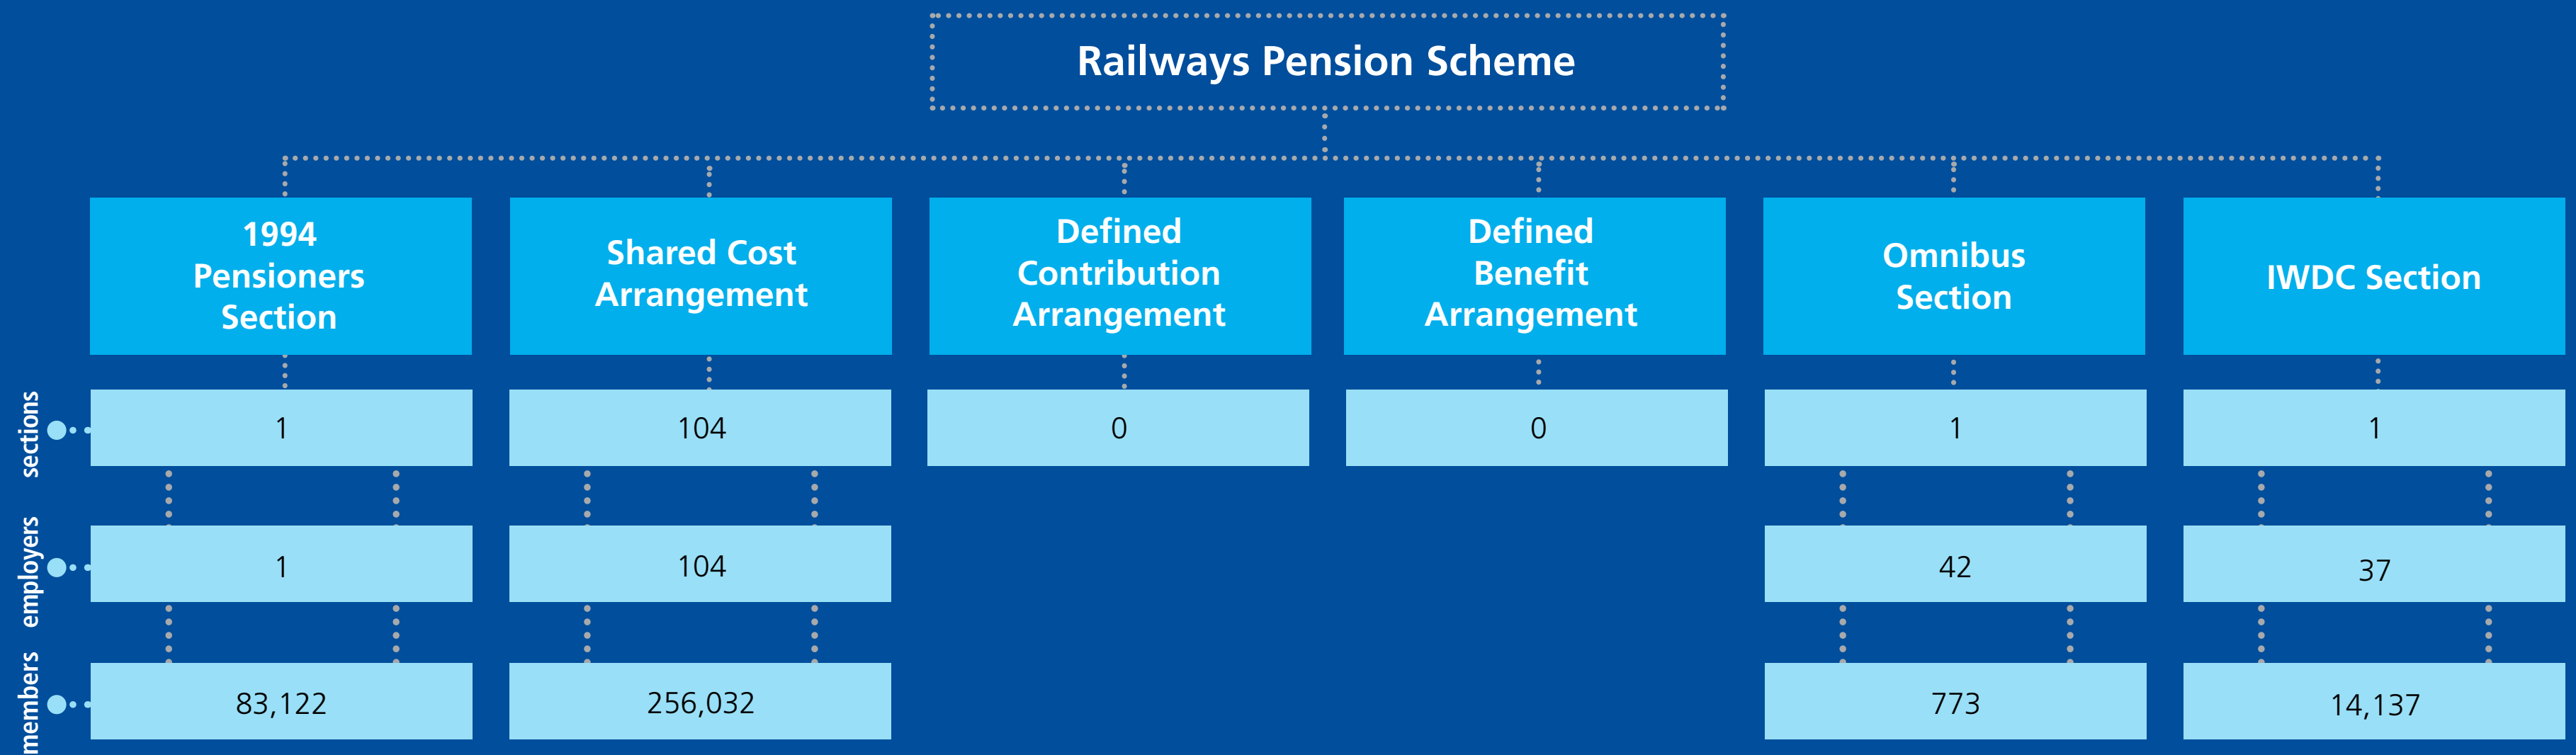 Railways Pension Scheme
1994
Pensioners
Section
Shared Cost
Arrangement
Defined
Contribution
Arrangement
Defined
Benefit
Arrangement
Omnibus
Section
IWDC Section
sections
1
104
0
0
1
1
employers
1
104
42
37
members
83,122
256,032
773
14,137